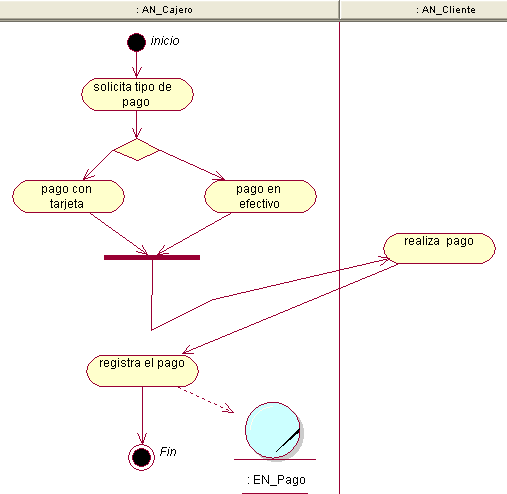 : AN_Cajero
: AN_Cliente
inicio
solicita tipo de
pago
pago con
tarjeta
pago en
efectivo
realiza pago
registra el pago
Fin
: EN_Pago